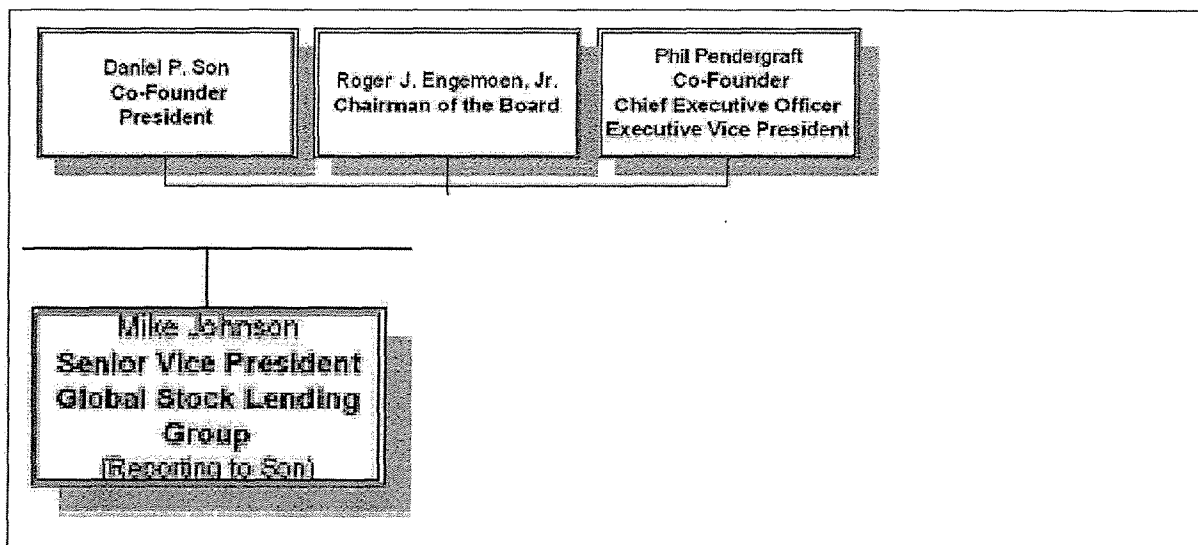 Daniel P. Son
Co-Founder
President
Roger J. Engemoen, Jr.
Chairman of the Board
Phil Pendergraft
Co-Founder
Chief Executive Officer
Executive Vice President
Mike Johnson
Senior Vice President
Global Stock Lending
Group
(Reporting to Son)